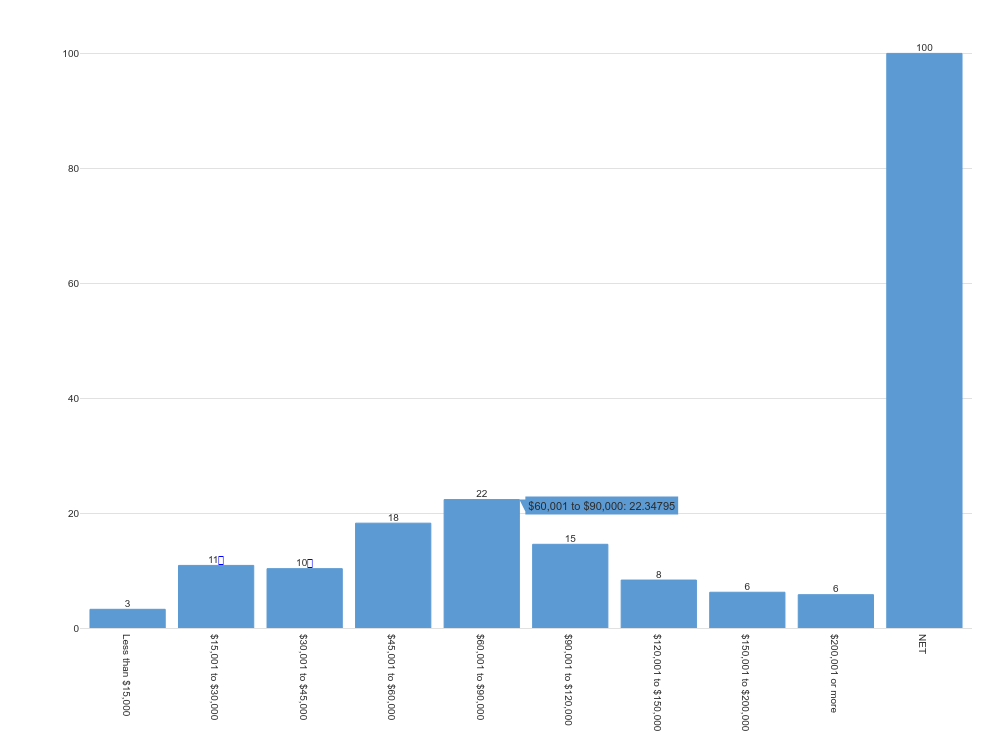 100
80
60
40
20
0
3
11
10
18
22
15
8
6
6
100
$60,001 to $90,000: 22.34795
Less than $15,000
$15,001 to $30,000
$30,001 to $45,000
$45,001 to $60,000
$60,001 to $90,000
$90,001 to $120,000
$120,001 to $150,000
$150,001 to $200,000
$200,001 or more
NET